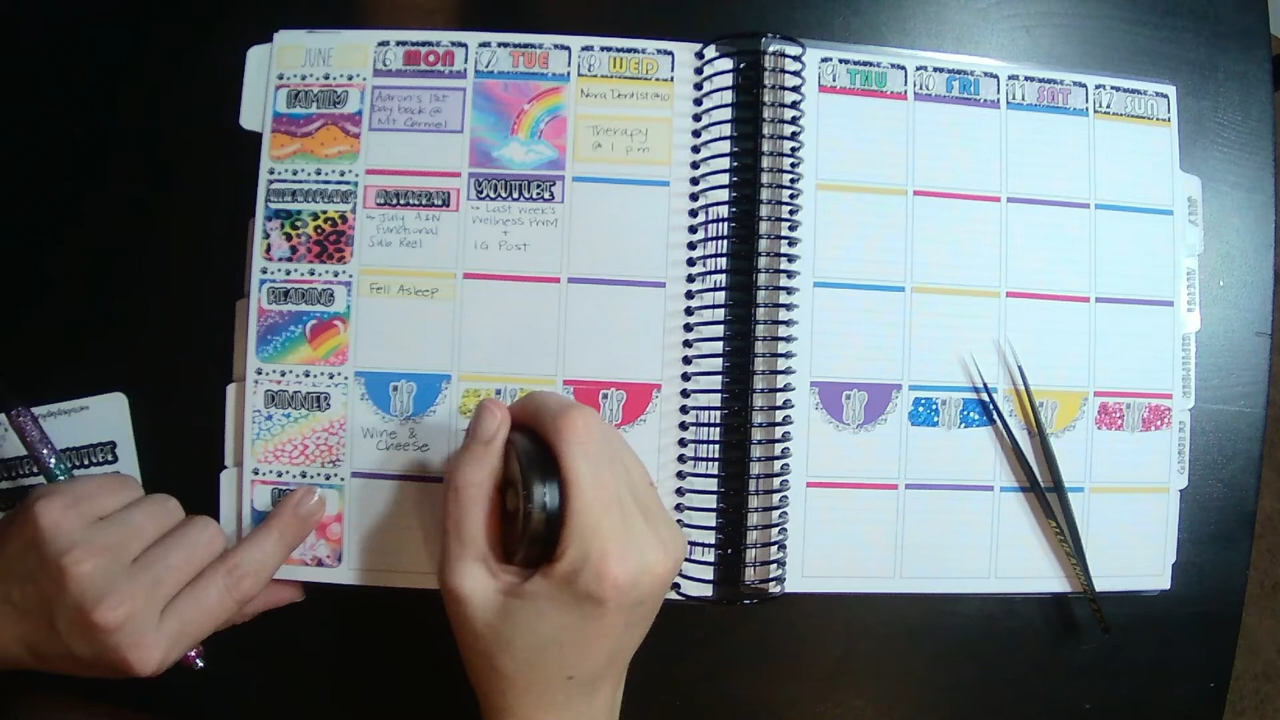 JUNE
6 MON
7 TUE
8 WED
9 THU
10 FRI
11 SAT
12 SUN
FAMILY
Aaron's 1st
Day back @
Mt Carmel
Nora Dentist @10
Therapy
@ 1 pm
INSTAGRAM
↳ July A5N
Functional
Side Reel
YOUTUBE
↳ Last Week's
Wellness PWM
+
IG Post
READING
Fell Asleep
DINNER
Wine &
Cheese
YOUTUBE
JULY
AUGUST